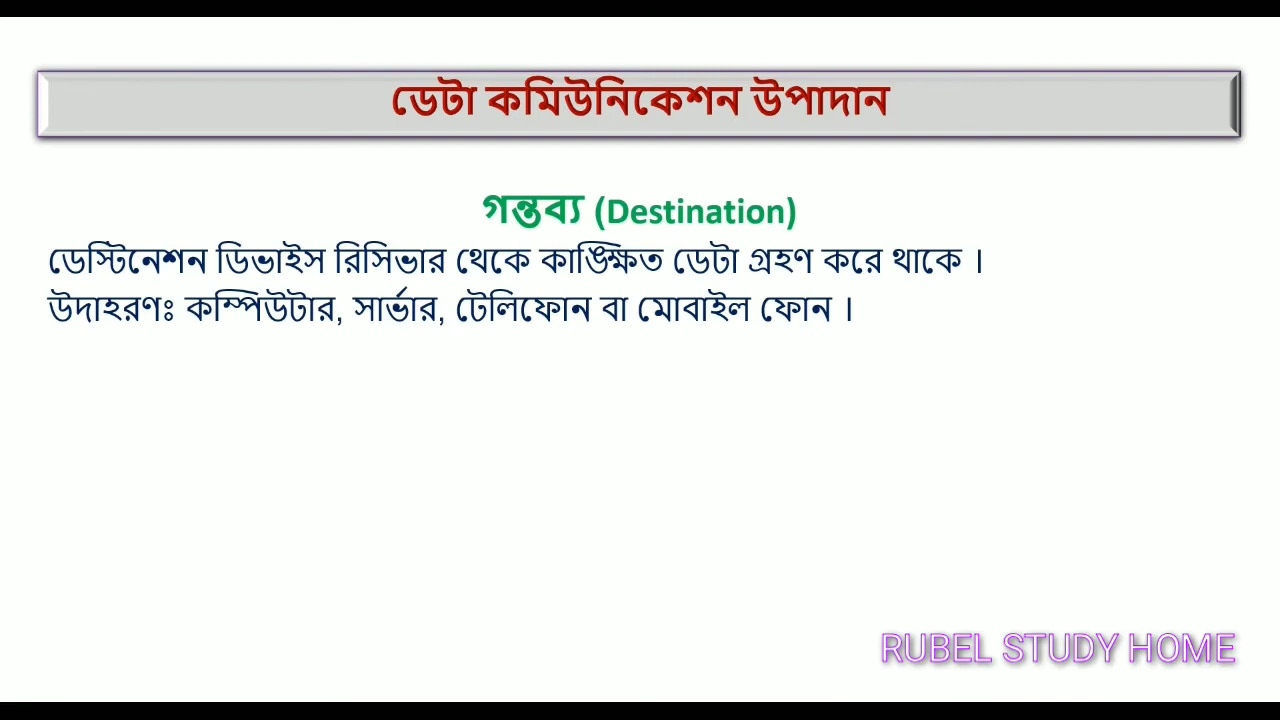 ডেটা কমিউনিকেশন উপাদান
গন্তব্য (Destination)
ডেস্টিনেশন ডিভাইস রিসিভার থেকে কাঙ্ক্ষিত ডেটা গ্রহণ করে থাকে ।
উদাহরণঃ কম্পিউটার, সার্ভার, টেলিফোন বা মোবাইল ফোন ।
RUBEL STUDY HOME